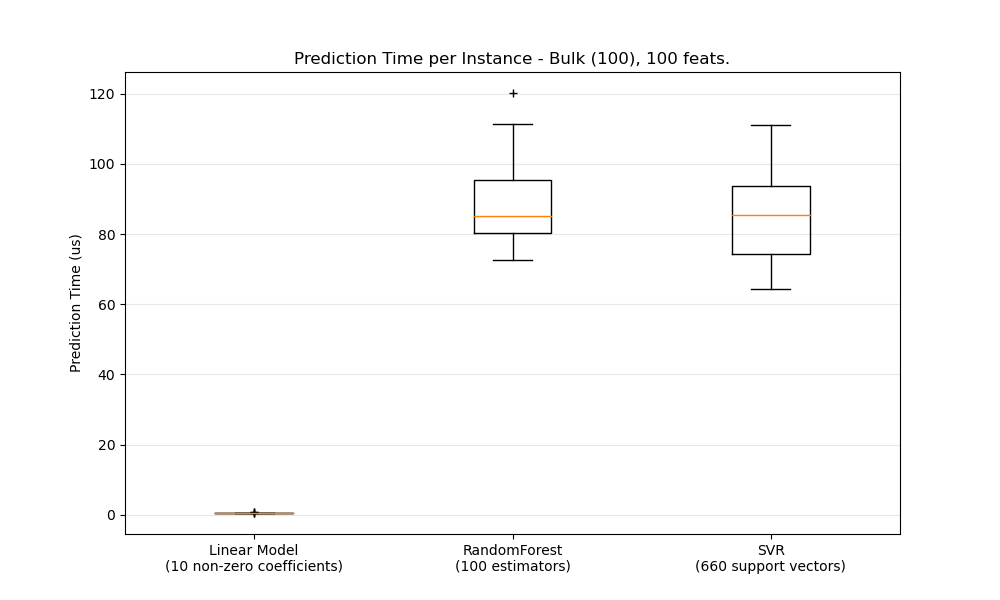 Prediction Time per Instance - Bulk (100), 100 feats.
Prediction Time (us)
120
100
80
60
40
20
0
Linear Model
(10 non-zero coefficients)
RandomForest
(100 estimators)
SVR
(660 support vectors)